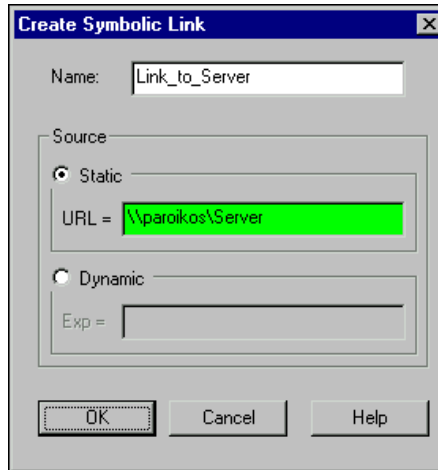 Create Symbolic Link
Name: Link_to_Server
Source
Static
URL = \\paroikos\Server
Dynamic
Exp =
OK Cancel Help